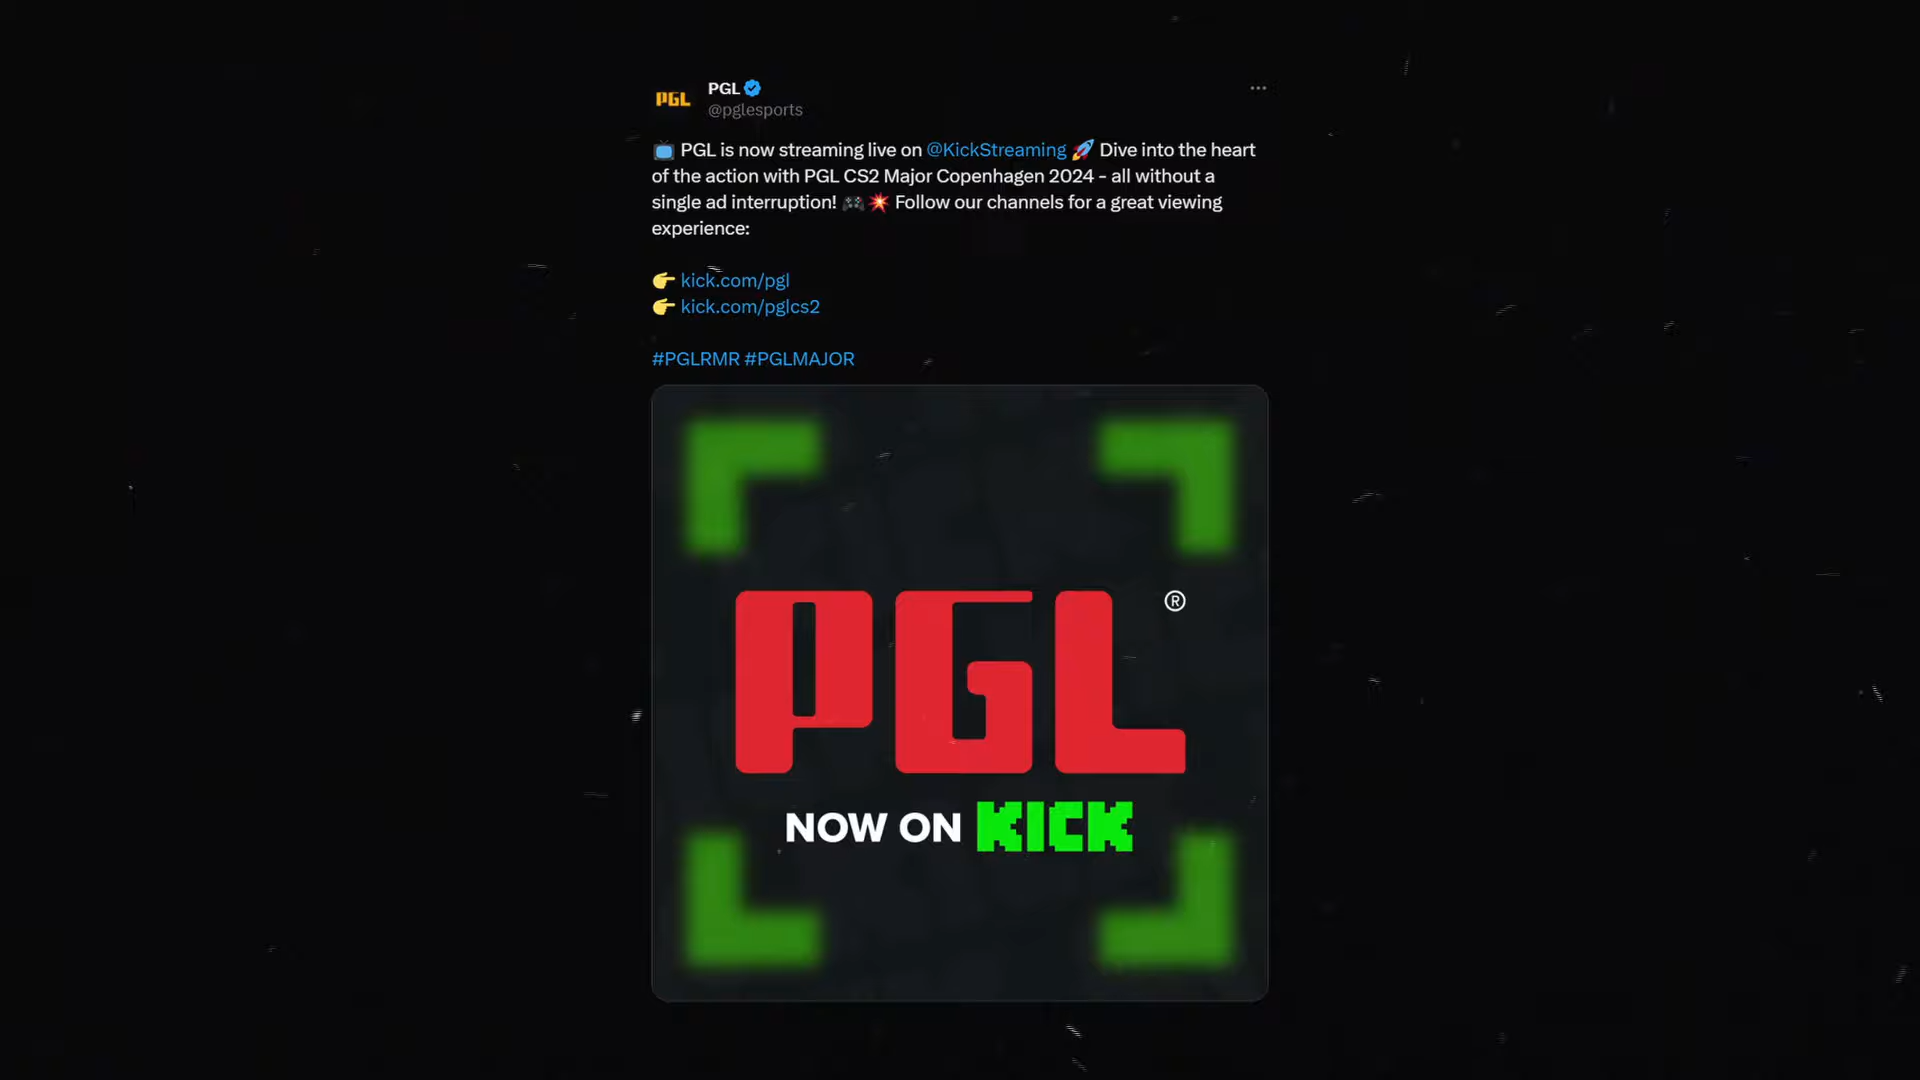 PGL
PGL
@pglesports
📺 PGL is now streaming live on @KickStreaming 🚀 Dive into the heart
of the action with PGL CS2 Major Copenhagen 2024 - all without a
single ad interruption! 🎮💥 Follow our channels for a great viewing
experience:
👉 kick.com/pgl
👉 kick.com/pglcs2
#PGLRMR #PGLMAJOR
PGL ®
NOW ON KICK